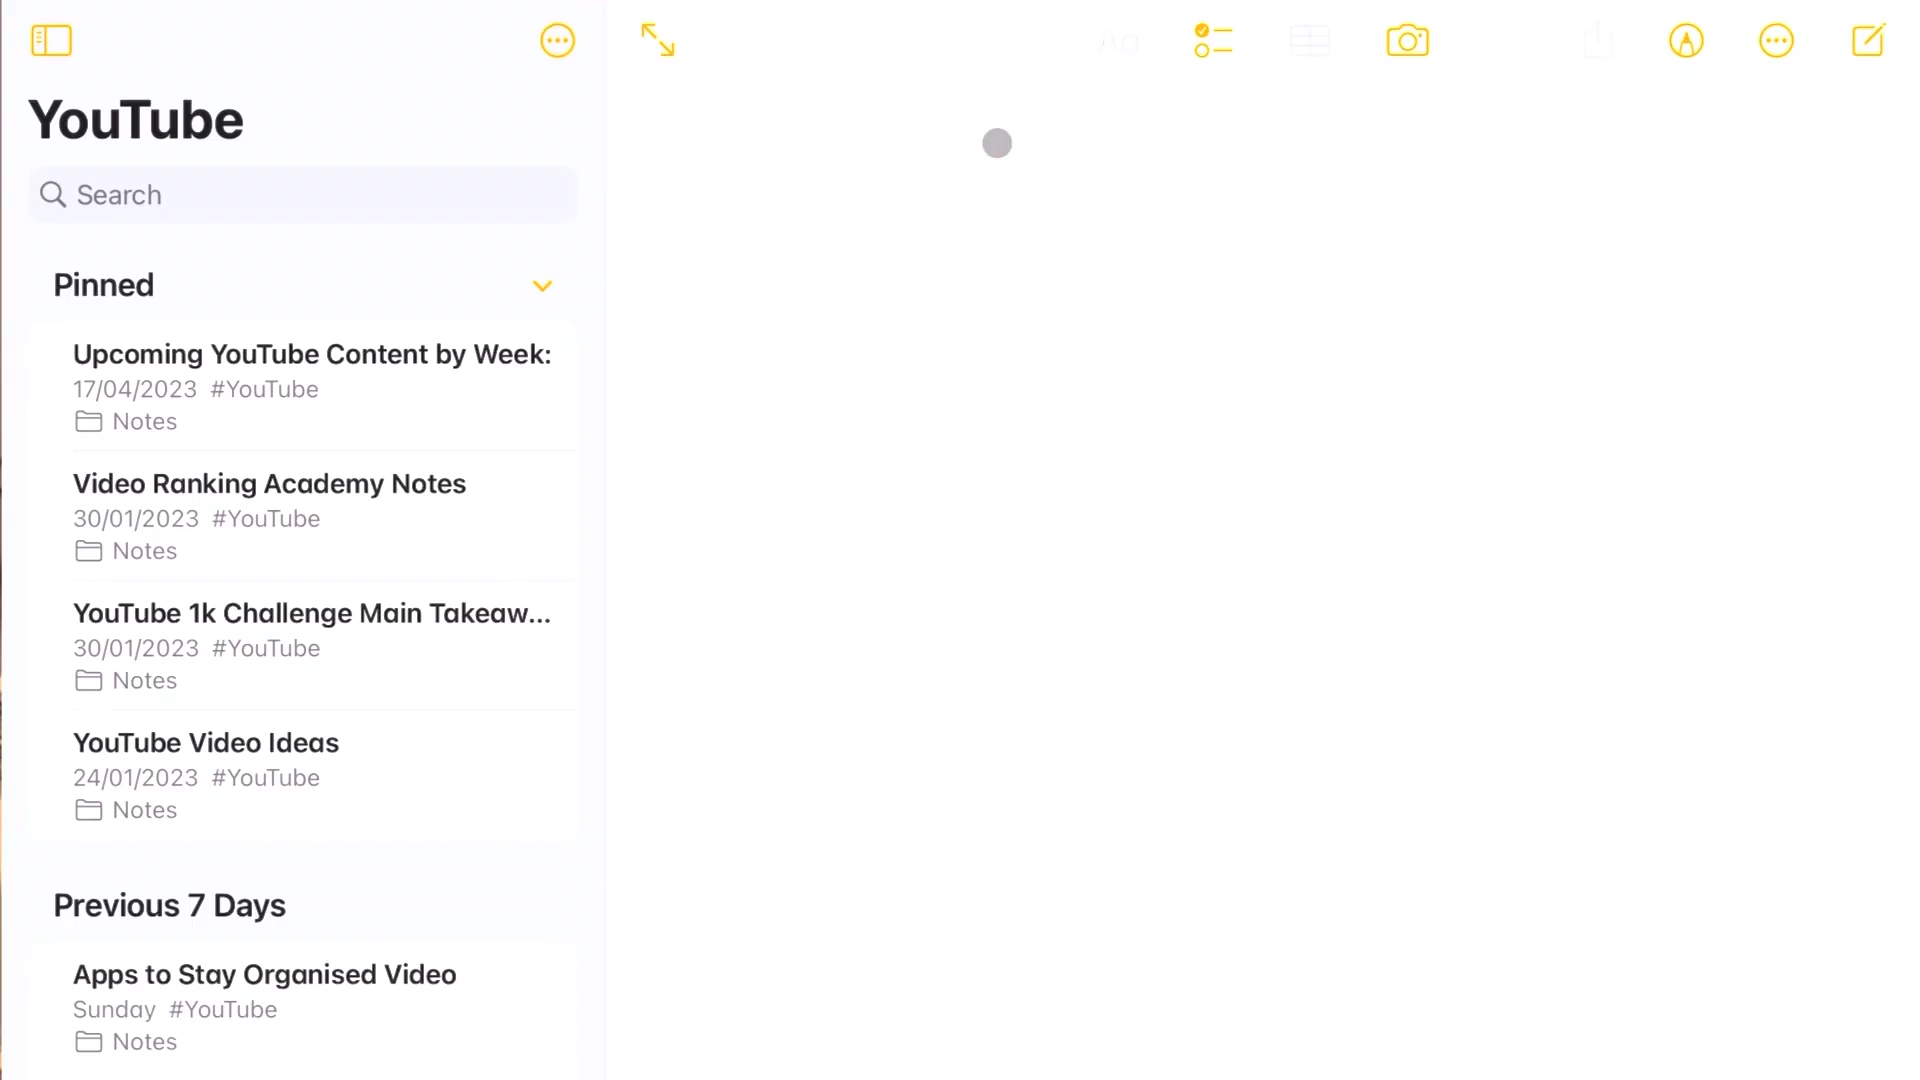 Aa
YouTube
Search
Pinned
Upcoming YouTube Content by Week:
17/04/2023 #YouTube
Notes
Video Ranking Academy Notes
30/01/2023 #YouTube
Notes
YouTube 1k Challenge Main Takeaw...
30/01/2023 #YouTube
Notes
YouTube Video Ideas
24/01/2023 #YouTube
Notes
Previous 7 Days
Apps to Stay Organised Video
Sunday #YouTube
Notes